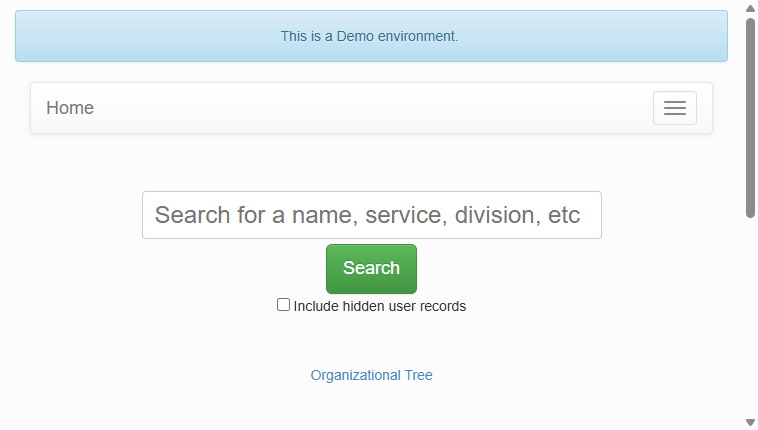 This is a Demo environment.
Home
Search for a name, service, division, etc
Search
Include hidden user records
Organizational Tree